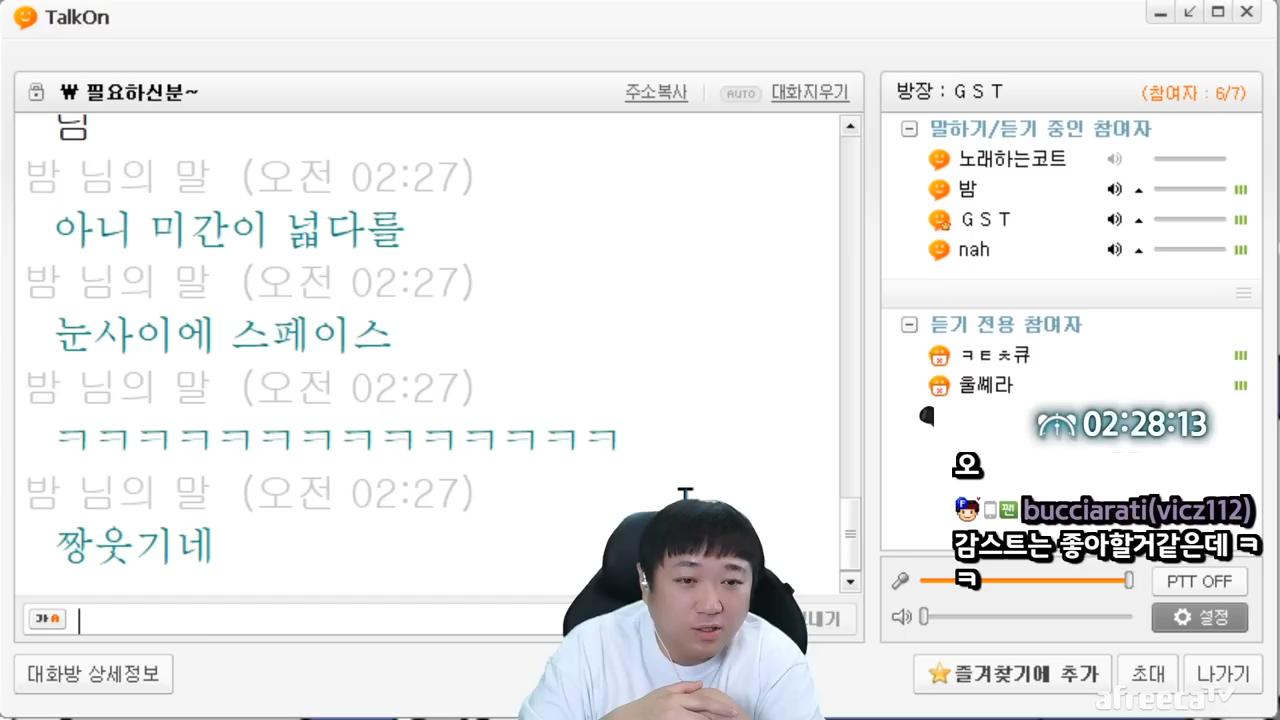 TalkOn
₩ 필요하신분~
주소복사
AUTO
대화지우기
님
밤 님의 말 (오전 02:27)
아니 미간이 넓다를
밤 님의 말 (오전 02:27)
눈사이에 스페이스
밤 님의 말 (오전 02:27)
ㅋㅋㅋㅋㅋㅋㅋㅋㅋㅋㅋㅋㅋㅋ
밤 님의 말 (오전 02:27)
짱웃기네
가A
내기
대화방 상세정보
방장 : G S T
(참여자 : 6/7)
말하기/듣기 중인 참여자
노래하는코트
밤
G S T
nah
듣기 전용 참여자
ㅋㅌㅊ큐
울쎄라
02:28:13
오
팬 bucciarati(vicz112)
감스트는 좋아할거같은데 ㅋ
ㅋ
PTT OFF
설정
즐겨찾기에 추가
초대
나가기
afreecaTV